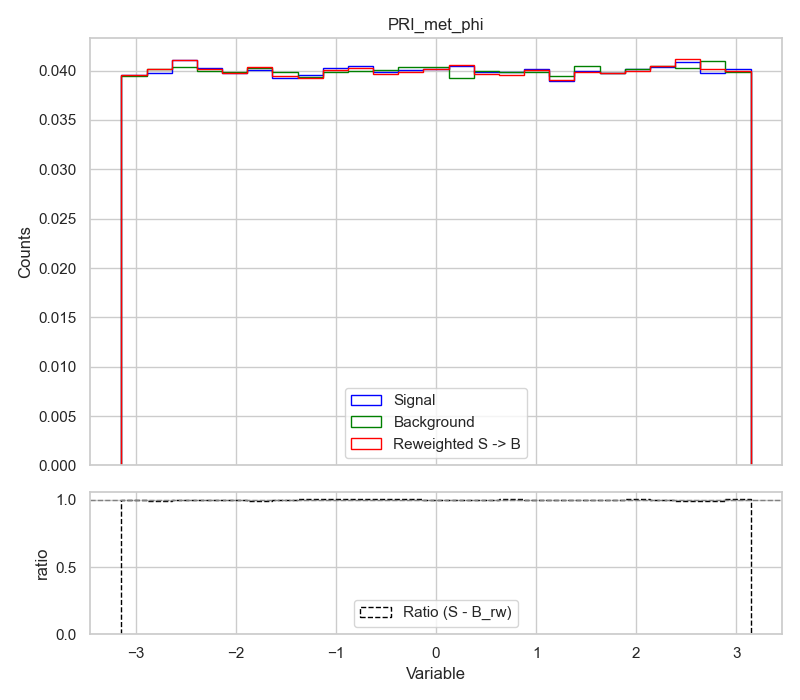 PRI_met_phi
0.040
0.035
0.030
0.025
0.020
0.015
0.010
0.005
0.000
Counts
Signal
Background
Reweighted S -> B
1.0
0.5
0.0
ratio
Ratio (S - B_rw)
−3 −2 −1 0 1 2 3
Variable